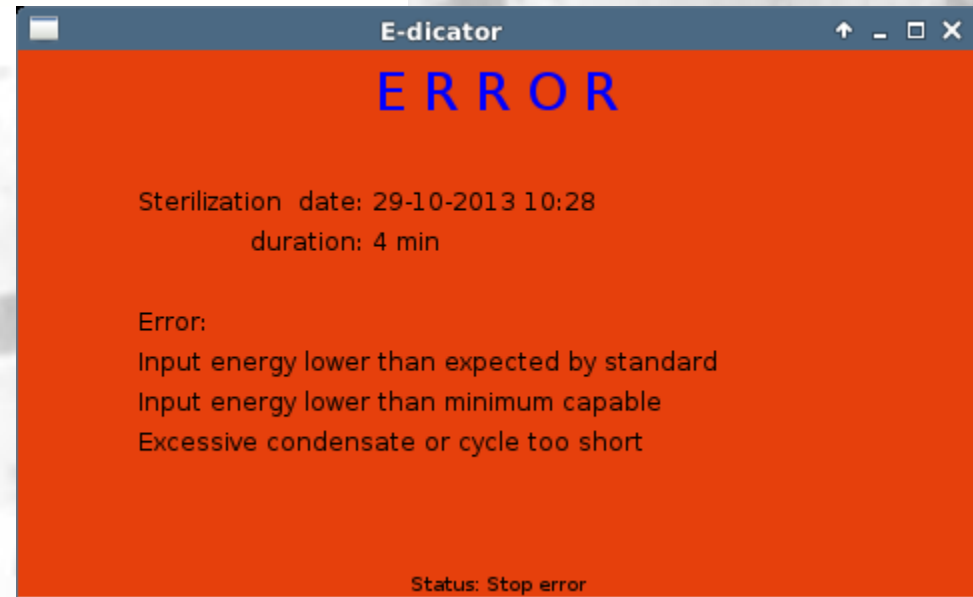 E-dicator
E R R O R
Sterilization date: 29-10-2013 10:28
duration: 4 min
Error:
Input energy lower than expected by standard
Input energy lower than minimum capable
Excessive condensate or cycle too short
Status: Stop error